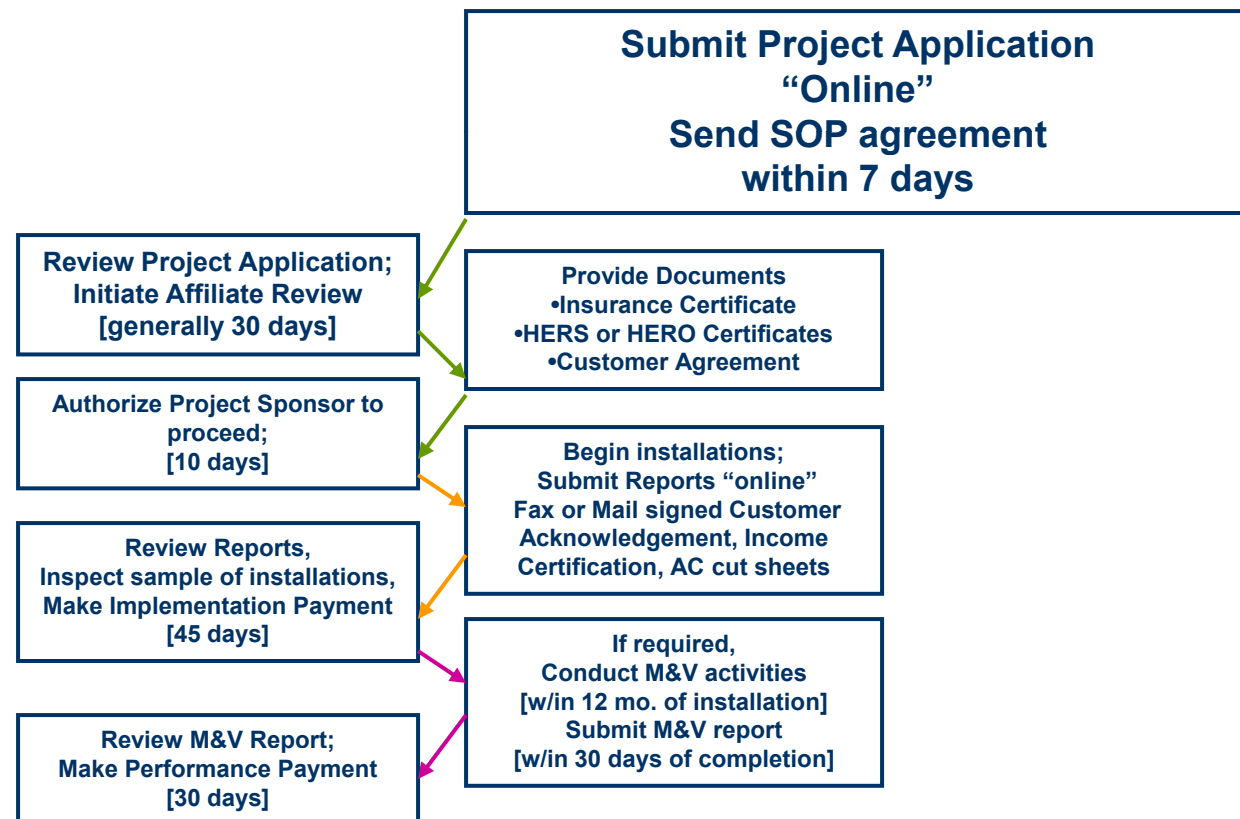 Submit Project Application
“Online”
Send SOP agreement
within 7 days
Review Project Application;
Initiate Affiliate Review
[generally 30 days]
Provide Documents
•Insurance Certificate
•HERS or HERO Certificates
•Customer Agreement
Authorize Project Sponsor to
proceed;
[10 days]
Begin installations;
Submit Reports “online”
Fax or Mail signed Customer
Acknowledgement, Income
Certification, AC cut sheets
Review Reports,
Inspect sample of installations,
Make Implementation Payment
[45 days]
If required,
Conduct M&V activities
[w/in 12 mo. of installation]
Submit M&V report
[w/in 30 days of completion]
Review M&V Report;
Make Performance Payment
[30 days]